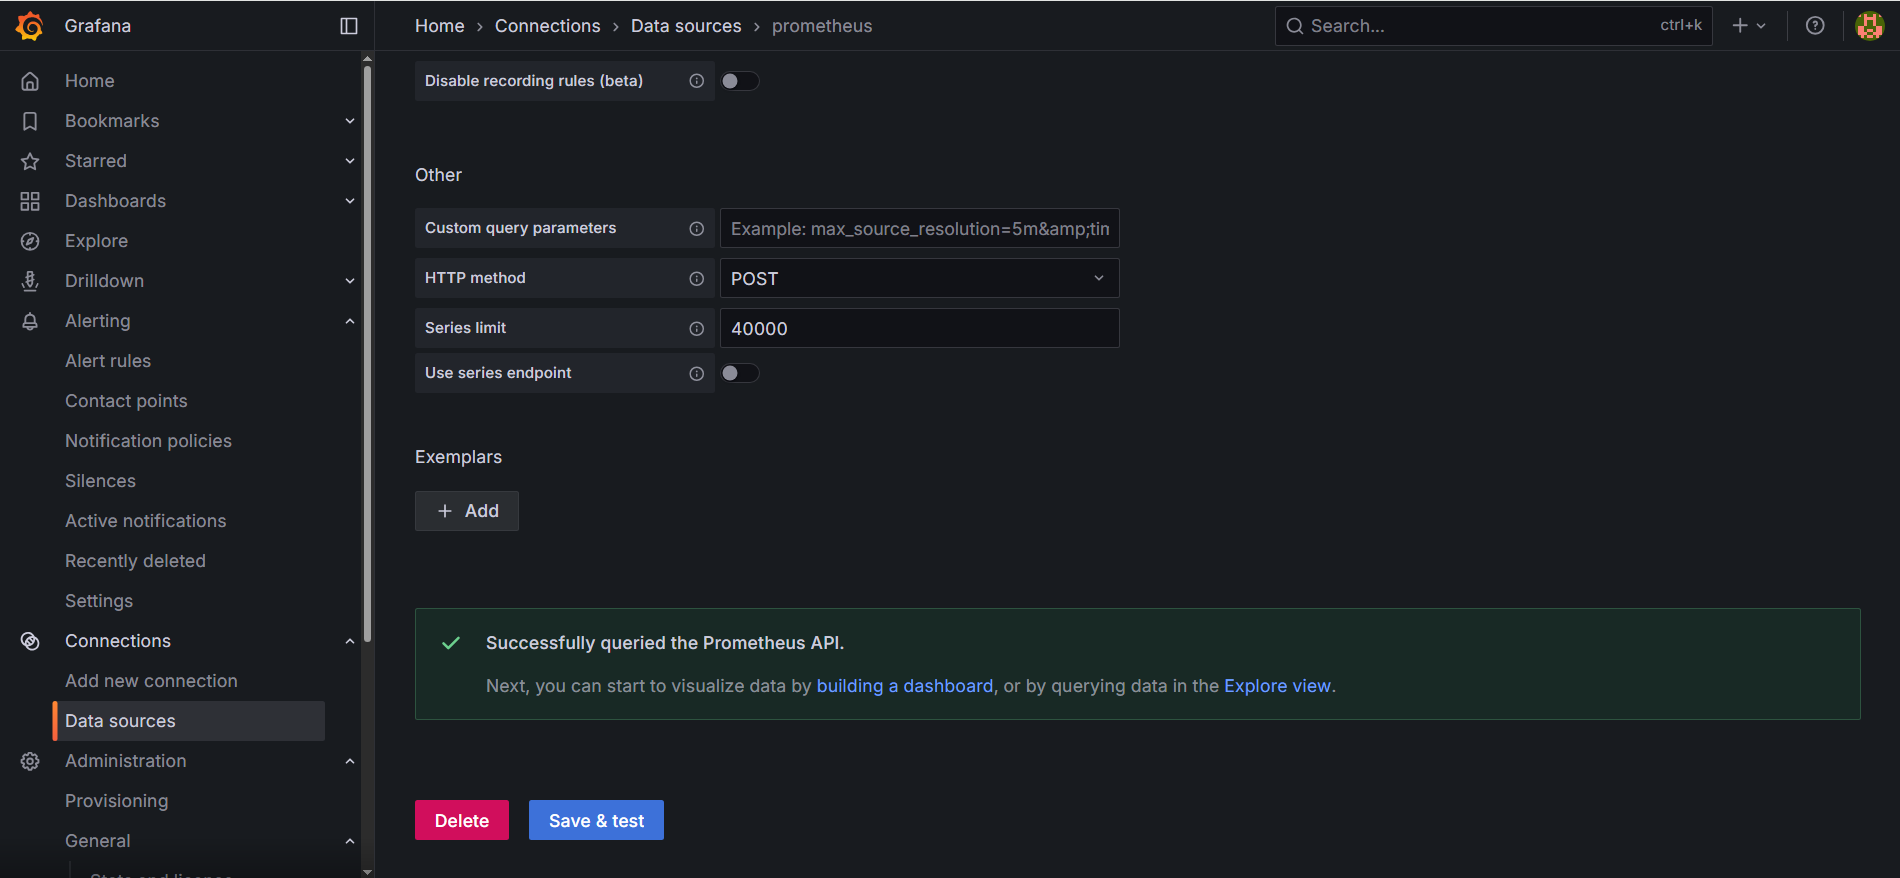 Grafana
Home › Connections › Data sources › prometheus
Search...
ctrl+k
Home
Bookmarks
Starred
Dashboards
Explore
Drilldown
Alerting
Alert rules
Contact points
Notification policies
Silences
Active notifications
Recently deleted
Settings
Connections
Add new connection
Data sources
Administration
Provisioning
General
Disable recording rules (beta)
Other
Custom query parameters
Example: max_source_resolution=5m&amp;tin
HTTP method
POST
Series limit
40000
Use series endpoint
Exemplars
Add
Successfully queried the Prometheus API.
Next, you can start to visualize data by building a dashboard, or by querying data in the Explore view.
Delete
Save & test